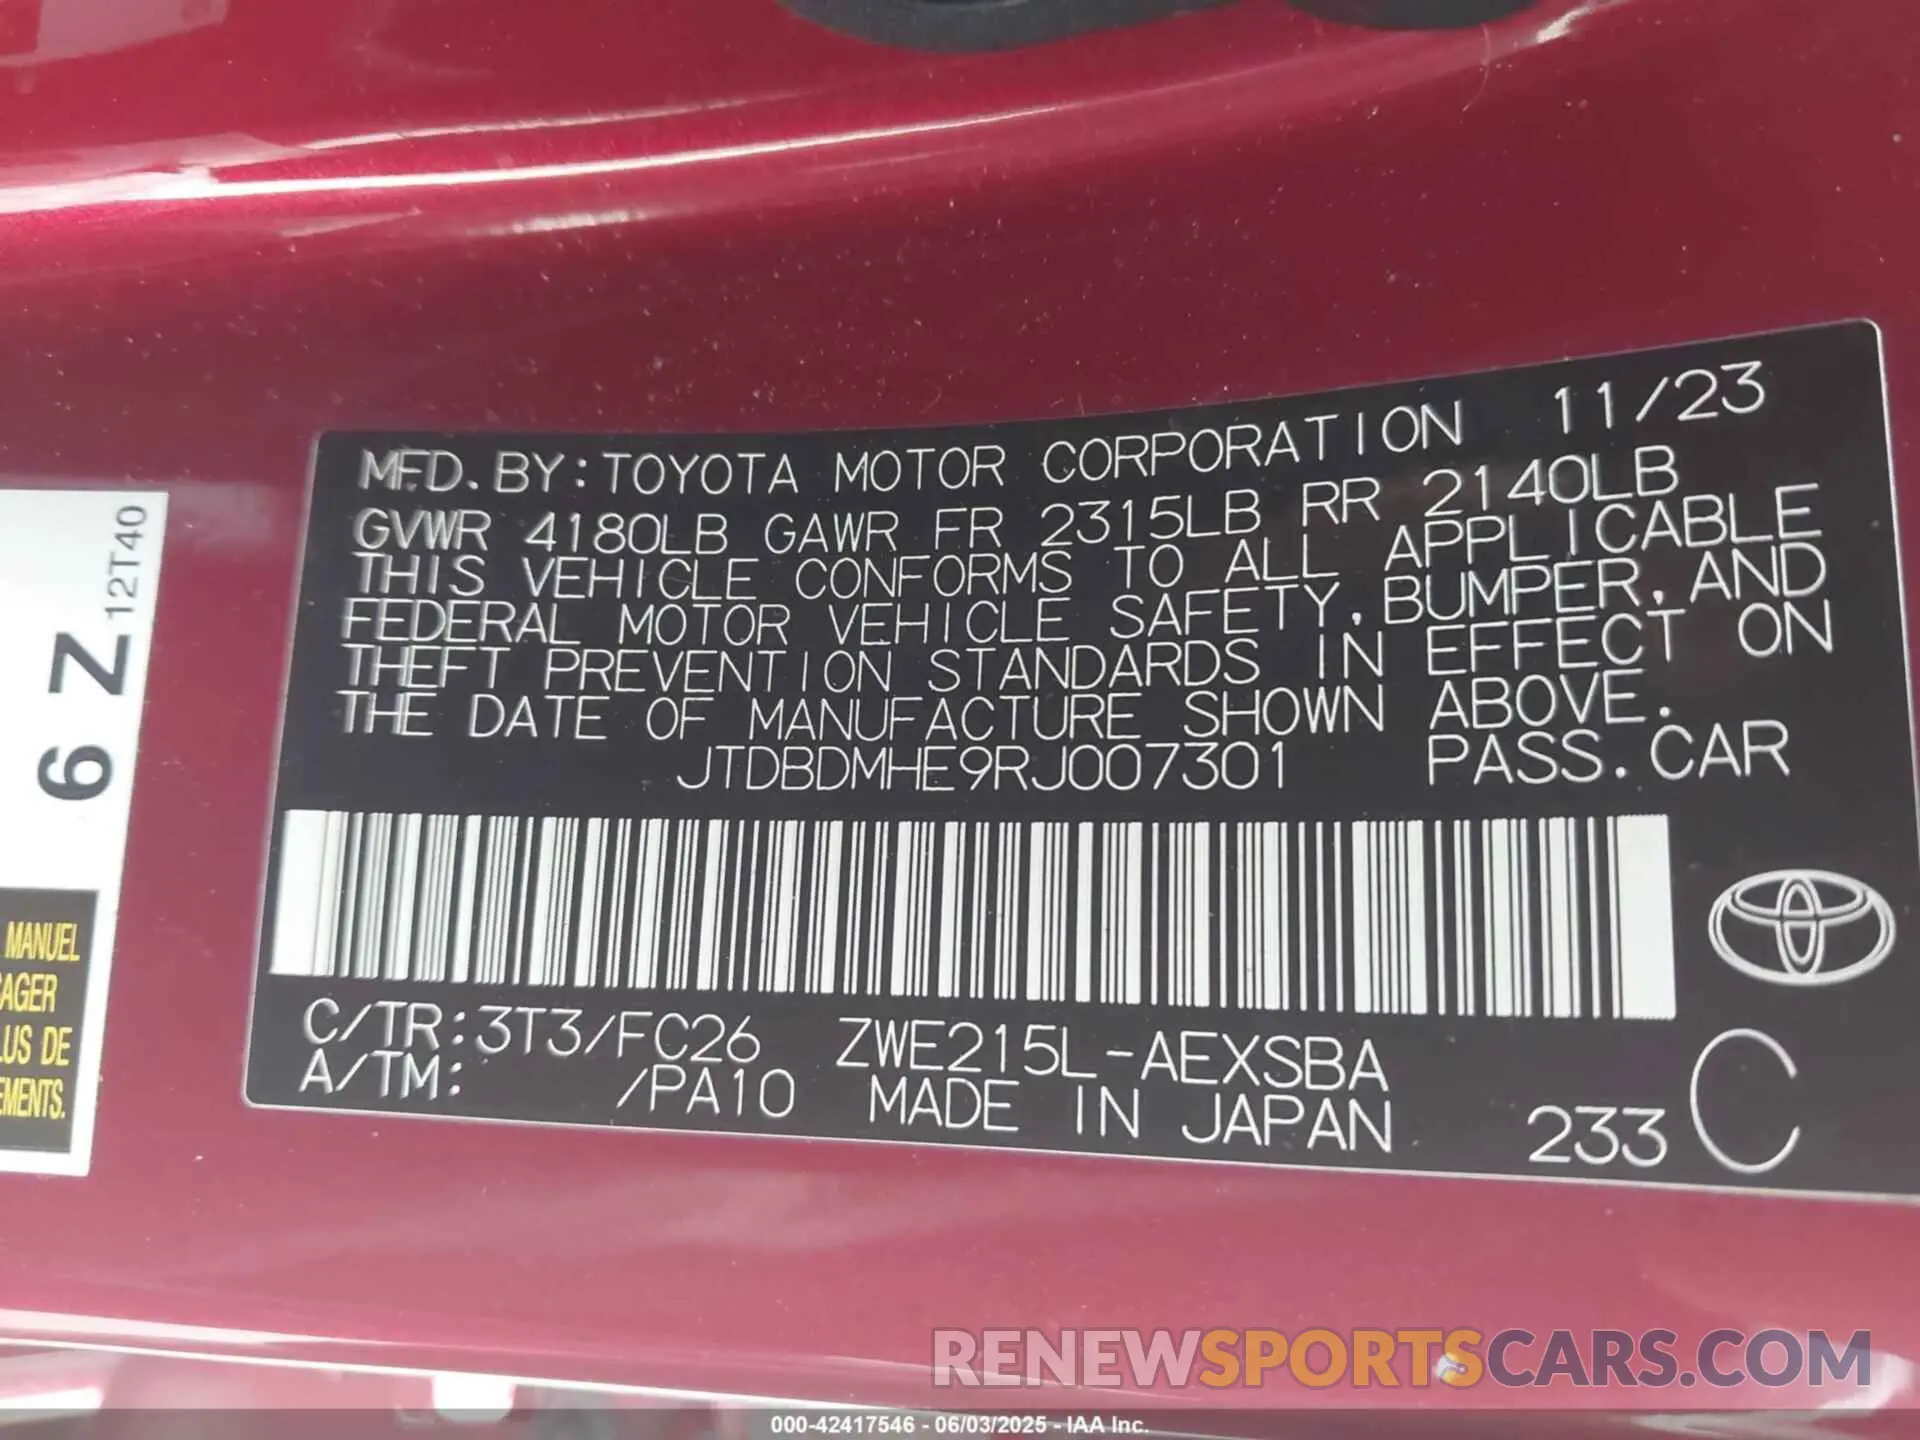 MFD. BY: TOYOTA MOTOR CORPORATION 11/23
GVWR 4180LB GAWR FR 2315LB RR 2140LB
THIS VEHICLE CONFORMS TO ALL APPLICABLE
FEDERAL MOTOR VEHICLE SAFETY, BUMPER, AND
THEFT PREVENTION STANDARDS IN EFFECT ON
THE DATE OF MANUFACTURE SHOWN ABOVE.
JTDBDMHE9RJ007301 PASS. CAR
C/TR: 3T3/FC26 ZWE215L-AEXSBA
A/TM: /PA10 MADE IN JAPAN 233 C
6 Z 12T40
MANUEL
AGER
LUS DE
EMENTS.
RENEWSPORTSCARS.COM
000-42417546 - 06/03/2025 - IAA Inc.